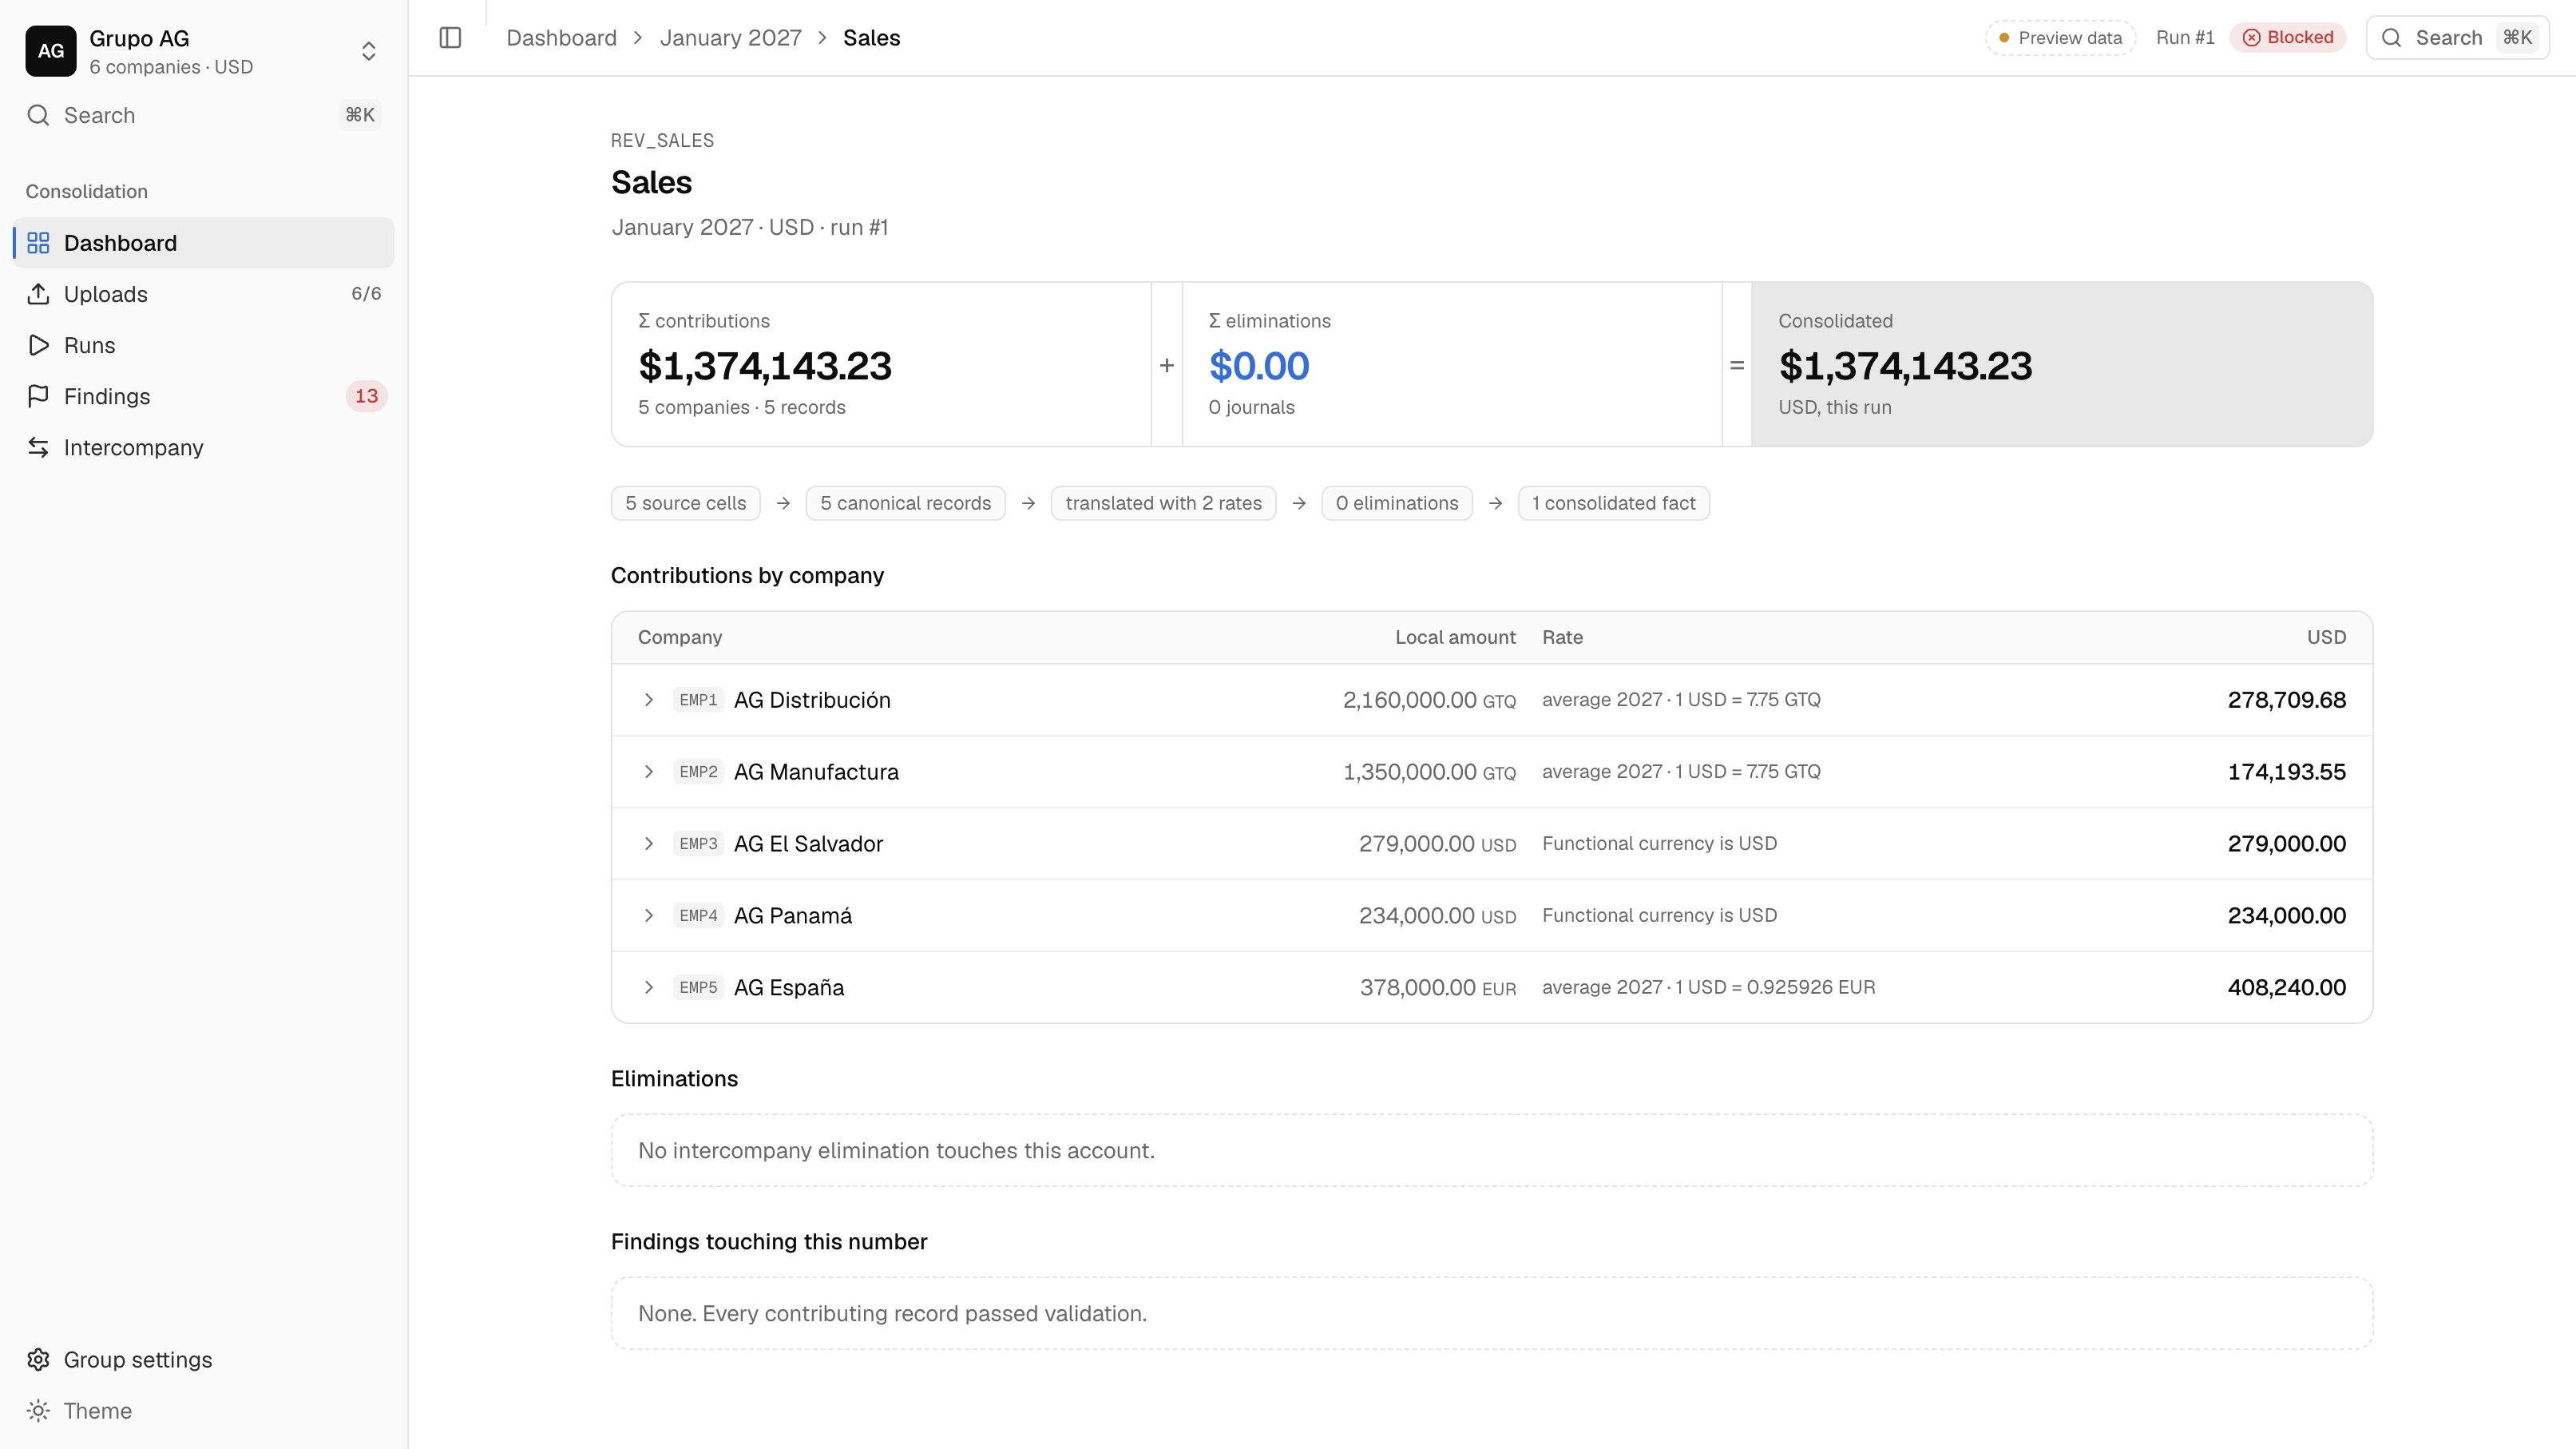 AG
Grupo AG
6 companies · USD
Search ⌘K
Consolidation
Dashboard
Uploads 6/6
Runs
Findings 13
Intercompany
Group settings
Theme
Dashboard > January 2027 > Sales
Preview data Run #1 Blocked Search ⌘K
REV_SALES
Sales
January 2027 · USD · run #1
Σ contributions
$1,374,143.23
5 companies · 5 records
+
Σ eliminations
$0.00
0 journals
=
Consolidated
$1,374,143.23
USD, this run
5 source cells → 5 canonical records → translated with 2 rates → 0 eliminations → 1 consolidated fact
Contributions by company
Company Local amount Rate USD
EMP1 AG Distribución 2,160,000.00 GTQ average 2027 · 1 USD = 7.75 GTQ 278,709.68
EMP2 AG Manufactura 1,350,000.00 GTQ average 2027 · 1 USD = 7.75 GTQ 174,193.55
EMP3 AG El Salvador 279,000.00 USD Functional currency is USD 279,000.00
EMP4 AG Panamá 234,000.00 USD Functional currency is USD 234,000.00
EMP5 AG España 378,000.00 EUR average 2027 · 1 USD = 0.925926 EUR 408,240.00
Eliminations
No intercompany elimination touches this account.
Findings touching this number
None. Every contributing record passed validation.